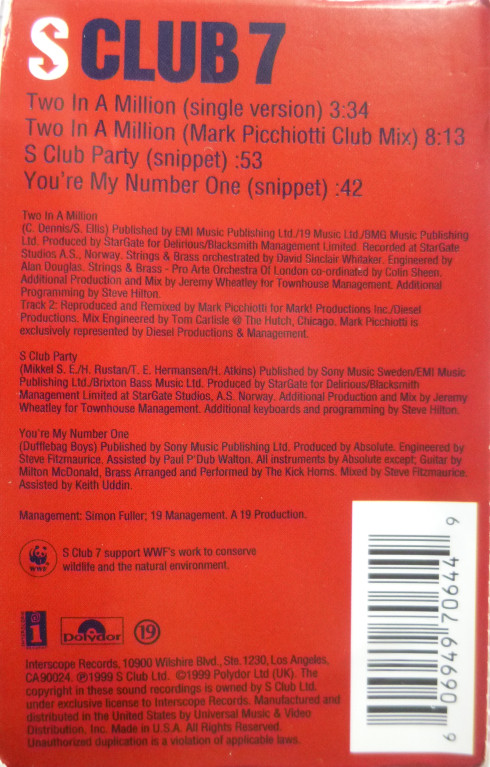 S CLUB 7
Two In A Million (single version) 3:34
Two In A Million (Mark Picchiotti Club Mix) 8:13
S Club Party (snippet) :53
You're My Number One (snippet) :42
Two In A Million
(C. Dennis/S. Ellis) Published by EMI Music Publishing Ltd./19 Music Ltd./BMG Music Publishing
Ltd. Produced by StarGate for Delirious/Blacksmith Management Limited. Recorded at StarGate
Studios A.S., Norway. Strings & Brass orchestrated by David Sinclair Whitaker. Engineered by
Alan Douglas. Strings & Brass - Pro Arte Orchestra Of London co-ordinated by Colin Sheen.
Additional Production and Mix by Jeremy Wheatley for Townhouse Management. Additional
Programming by Steve Hilton.
Track 2: Reproduced and Remixed by Mark Picchiotti for Mark! Productions Inc./Diesel
Productions. Mix Engineered by Tom Carlisle @ The Hutch, Chicago. Mark Picchiotti is
exclusively represented by Diesel Productions & Management.
S Club Party
(Mikkel S. E./H. Rustan/T. E. Hermansen/H. Atkins) Published by Sony Music Sweden/EMI Music
Publishing Ltd./Brixton Bass Music Ltd. Produced by StarGate for Delirious/Blacksmith
Management Limited at StarGate Studios, A.S. Norway. Additional Production and Mix by Jeremy
Wheatley for Townhouse Management. Additional keyboards and programming by Steve Hilton.
You're My Number One
(Dufflebag Boys) Published by Sony Music Publishing Ltd. Produced by Absolute. Engineered by
Steve Fitzmaurice. Assisted by Paul P'Dub Walton. All instruments by Absolute except; Guitar by
Milton McDonald, Brass Arranged and Performed by The Kick Horns. Mixed by Steve Fitzmaurice.
Assisted by Keith Uddin.
Management: Simon Fuller; 19 Management. A 19 Production.
WWF
S Club 7 support WWF's work to conserve
wildlife and the natural environment.
i
Polydor
19
Interscope Records, 10900 Wilshire Blvd., Ste. 1230, Los Angeles,
CA 90024. ℗1999 S Club Ltd. ©1999 Polydor Ltd (UK). The
copyright in these sound recordings is owned by S Club Ltd.
under exclusive license to Interscope Records. Manufactured and
distributed in the United States by Universal Music & Video
Distribution, Inc. Made in U.S.A. All Rights Reserved.
Unauthorized duplication is a violation of applicable laws.
6 06949 70644 9